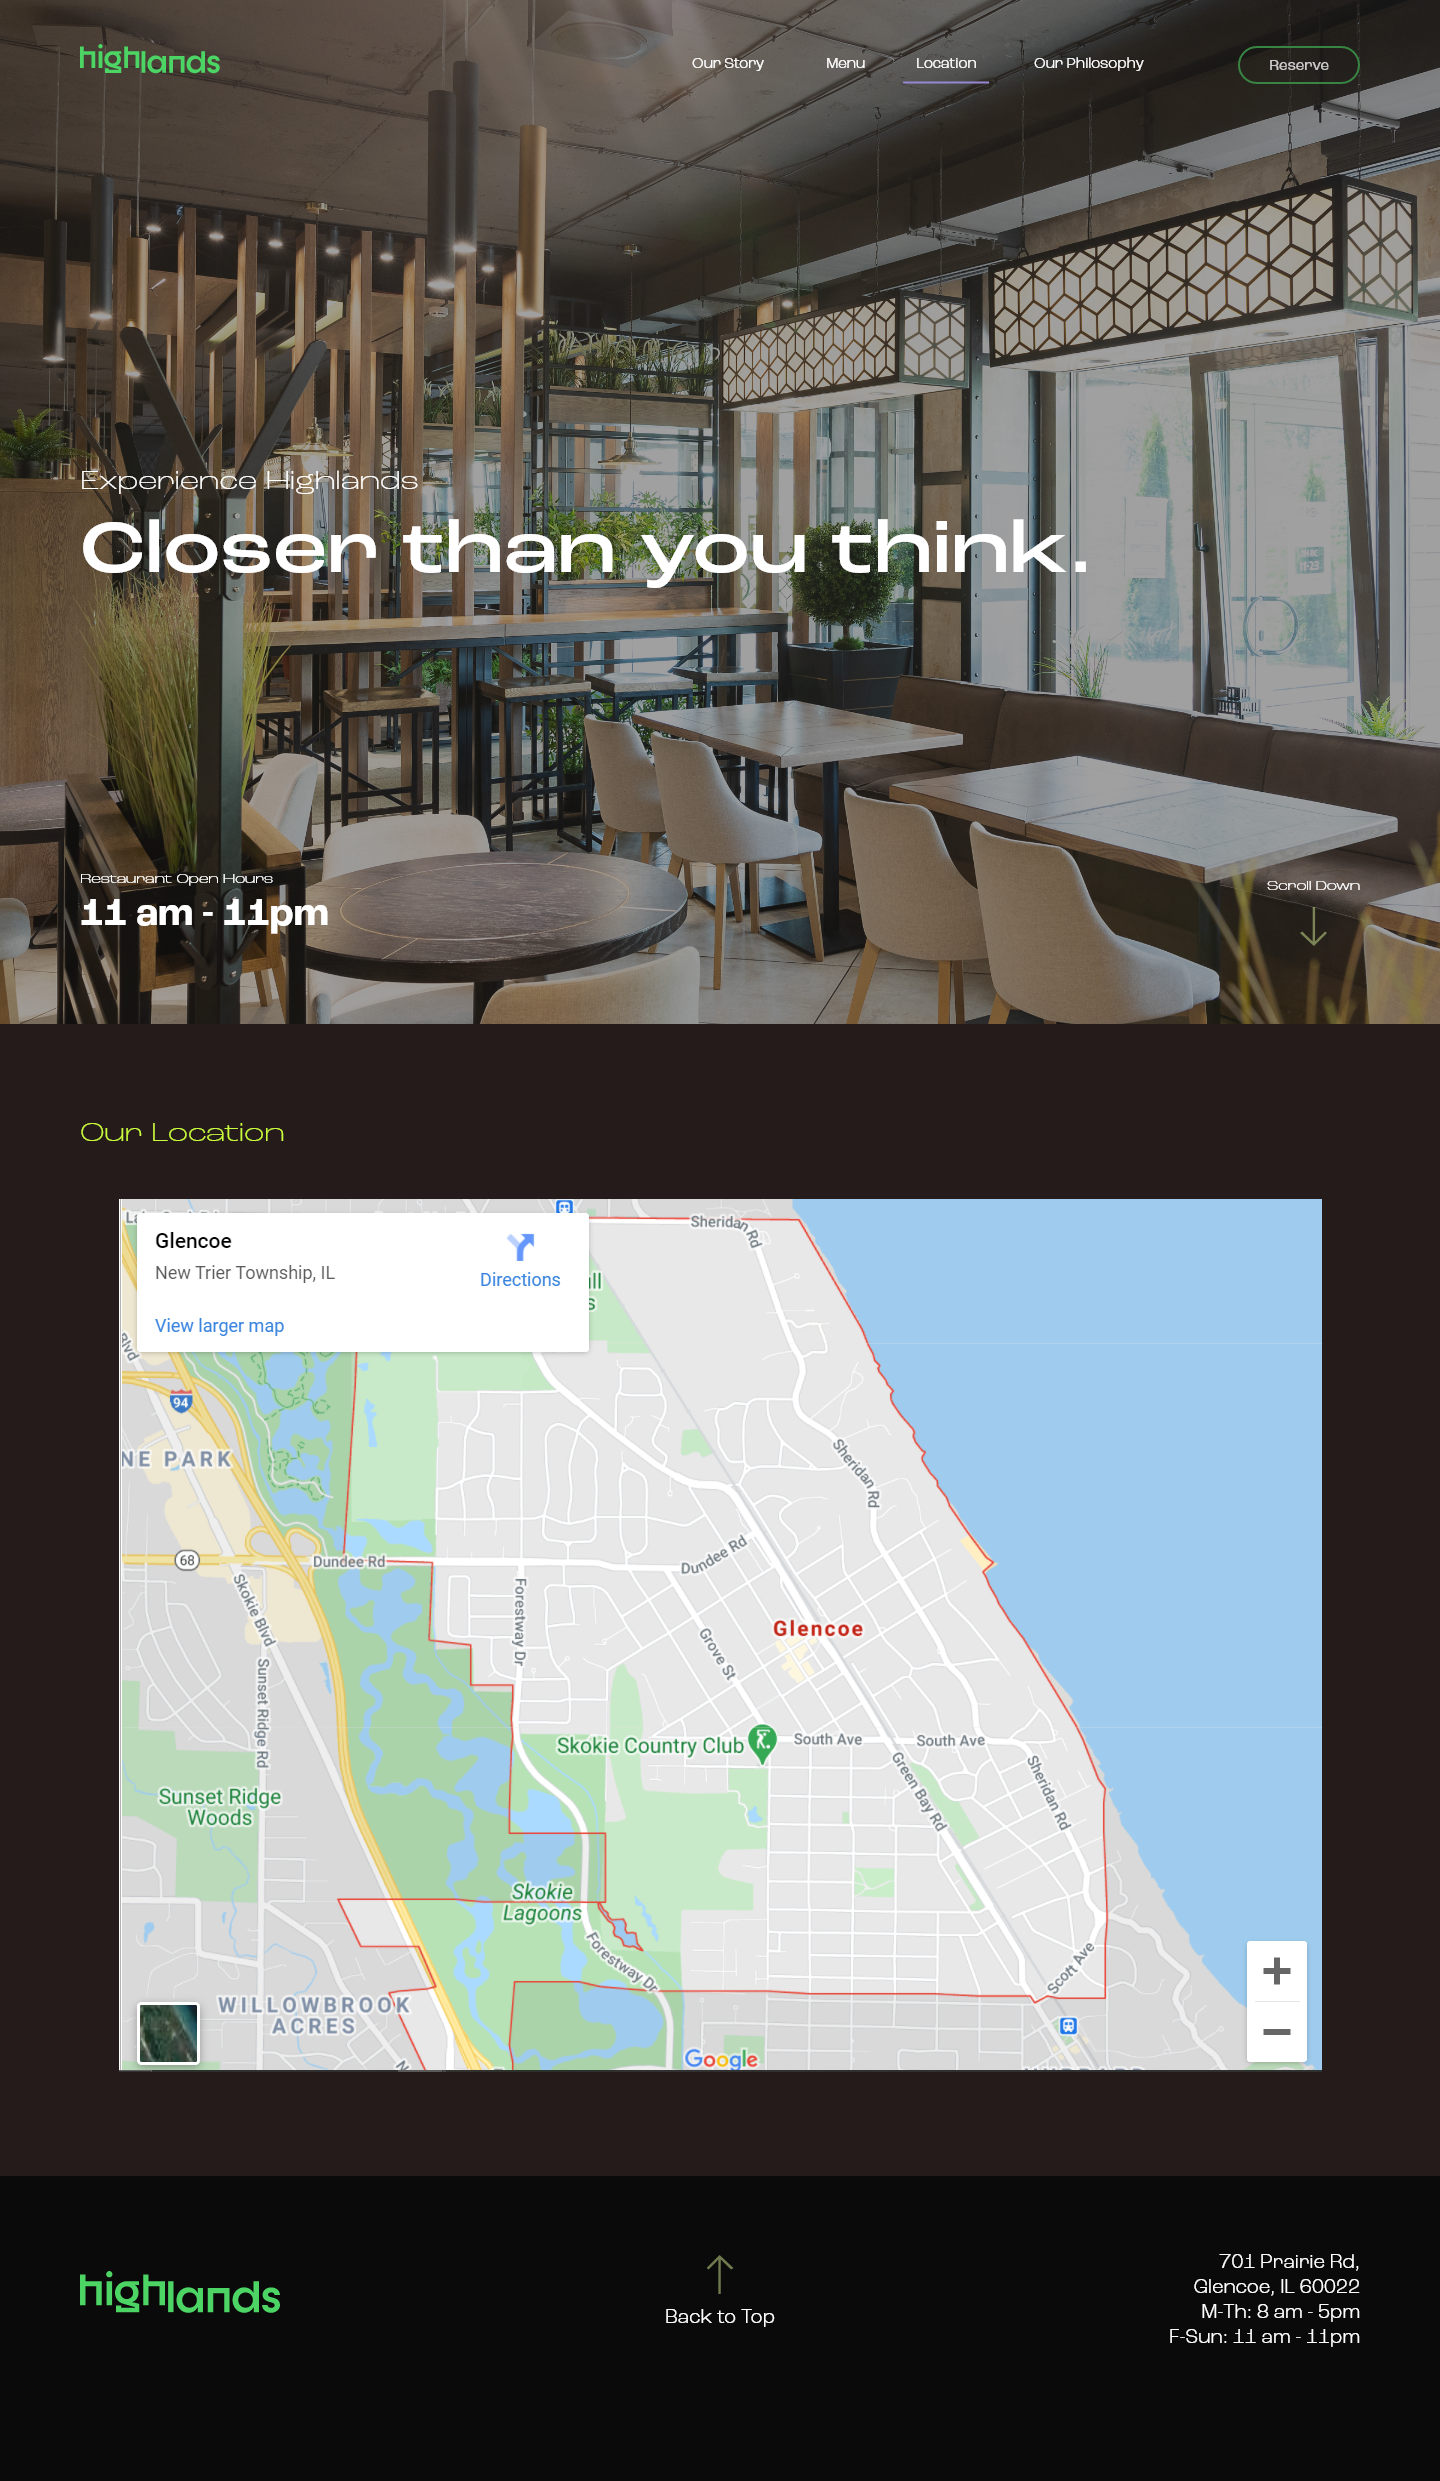 highlands
Our Story
Menu
Location
Our Philosophy
Reserve
Experience Highlands
Closer than you think.
Restaurant Open Hours
11 am - 11pm
Scroll Down
Our Location
Glencoe
New Trier Township, IL
Directions
View larger map
Sheridan Rd
94
NE PARK
Sheridan Rd
68
Dundee Rd
Dundee Rd
Skokie Blvd
Forestway Dr
Glencoe
Grove St
Sunset Ridge Rd
Skokie Country Club
South Ave
South Ave
Green Bay Rd
Sheridan Rd
Sunset Ridge
Woods
Skokie
Lagoons
Forestway Dr
Scott Ave
WILLOWBROOK
ACRES
Google
highlands
Back to Top
701 Prairie Rd,
Glencoe, IL 60022
M-Th: 8 am - 5pm
F-Sun: 11 am - 11pm